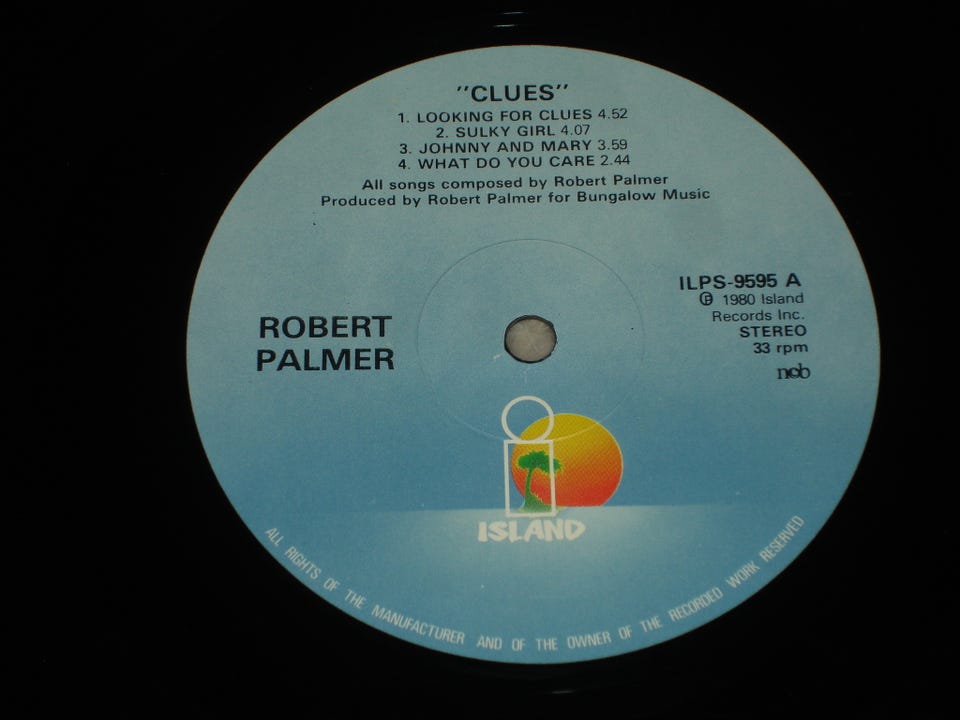 "CLUES"
1. LOOKING FOR CLUES 4.52
2. SULKY GIRL 4.07
3. JOHNNY AND MARY 3.59
4. WHAT DO YOU CARE 2.44
All songs composed by Robert Palmer
Produced by Robert Palmer for Bungalow Music
ROBERT
PALMER
ILPS-9595 A
℗ 1980 Island
Records Inc.
STEREO
33 rpm
ncb
ISLAND
ALL RIGHTS OF THE MANUFACTURER AND OF THE OWNER OF THE RECORDED WORK RESERVED